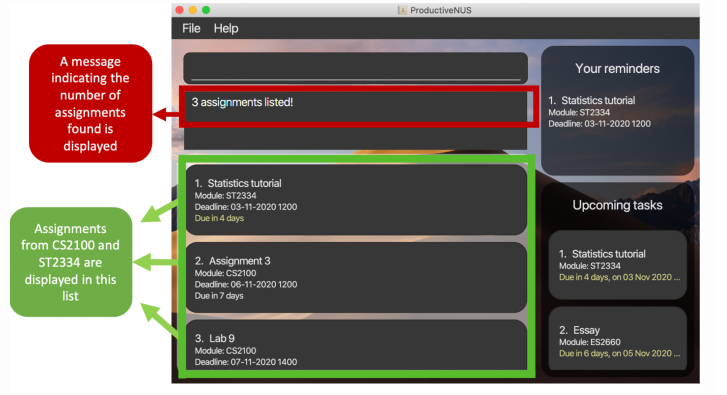 ProductiveNUS
File Help
A message
indicating the
number of
assignments
found is
displayed
3 assignments listed!
Assignments
from CS2100 and
ST2334 are
displayed in this
list
1. Statistics tutorial
Module: ST2334
Deadline: 03-11-2020 1200
Due in 4 days
2. Assignment 3
Module: CS2100
Deadline: 06-11-2020 1200
Due in 7 days
3. Lab 9
Module: CS2100
Deadline: 07-11-2020 1400
Your reminders
1. Statistics tutorial
Module: ST2334
Deadline: 03-11-2020 1200
Upcoming tasks
1. Statistics tutorial
Module: ST2334
Due in 4 days, on 03 Nov 2020 ...
2. Essay
Module: ES2660
Due in 6 days, on 05 Nov 2020 ...